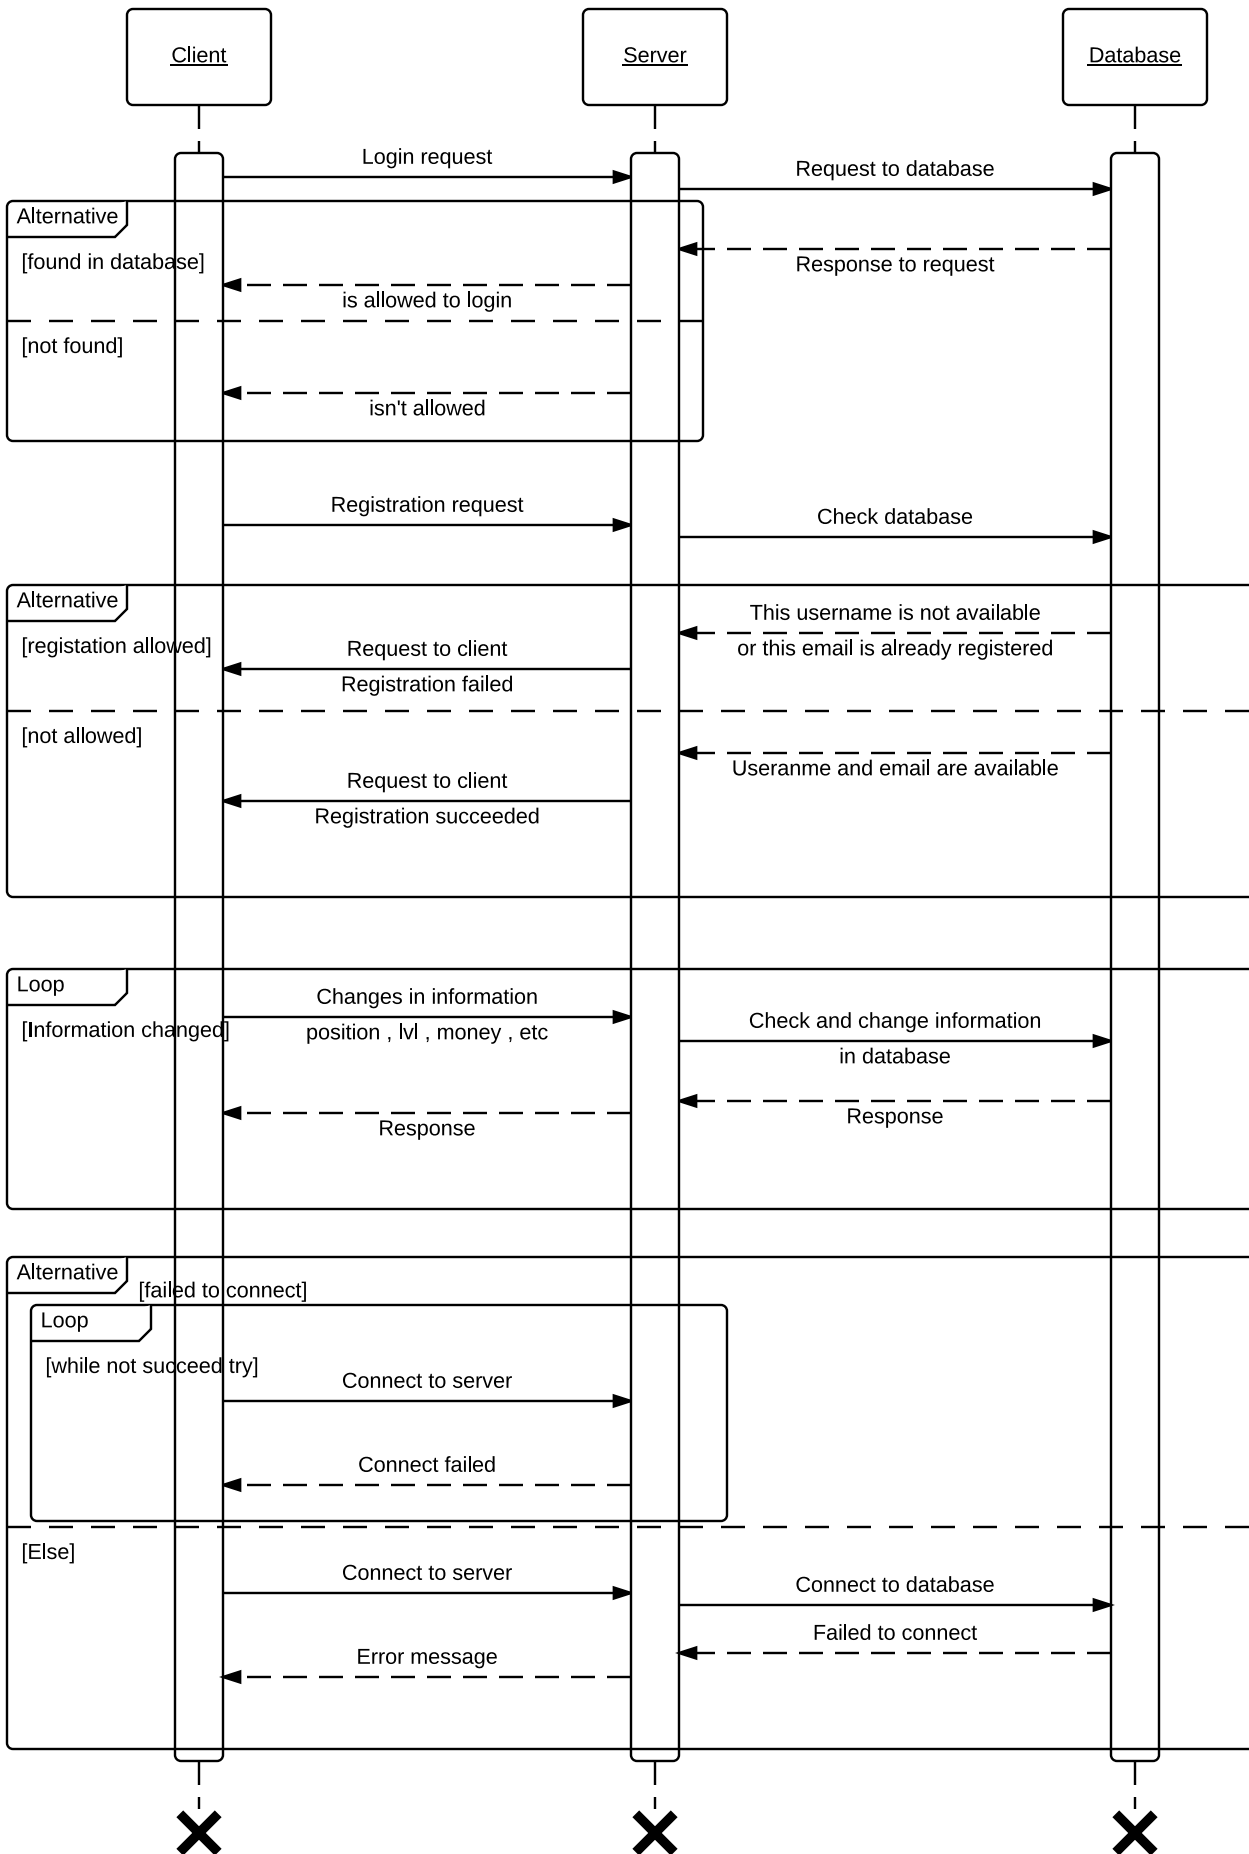 Client
Server
Database
Login request
Request to database
Alternative
[found in database]
Response to request
is allowed to login
[not found]
isn't allowed
Registration request
Check database
Alternative
This username is not available
[registation allowed]
Request to client
or this email is already registered
Registration failed
[not allowed]
Useranme and email are available
Request to client
Registration succeeded
Loop
Changes in information
[Information changed]
position , lvl , money , etc
Check and change information
in database
Response
Response
Alternative
[failed to connect]
Loop
[while not succeed try]
Connect to server
Connect failed
[Else]
Connect to server
Connect to database
Failed to connect
Error message